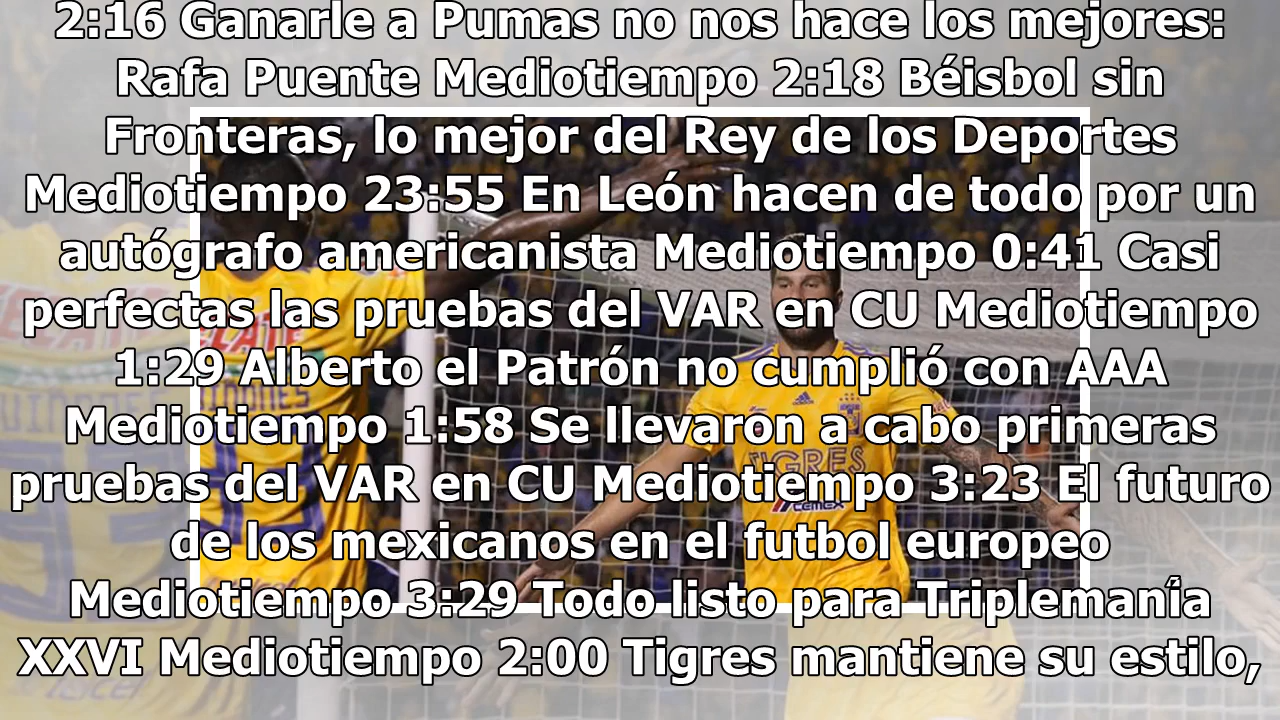 2:16 Ganarle a Pumas no nos hace los mejores:
Rafa Puente Mediotiempo 2:18 Béisbol sin
Fronteras, lo mejor del Rey de los Deportes
Mediotiempo 23:55 En León hacen de todo por un
autógrafo americanista Mediotiempo 0:41 Casi
perfectas las pruebas del VAR en CU Mediotiempo
1:29 Alberto el Patrón no cumplió con AAA
Mediotiempo 1:58 Se llevaron a cabo primeras
pruebas del VAR en CU Mediotiempo 3:23 El futuro
de los mexicanos en el futbol europeo
Mediotiempo 3:29 Todo listo para Triplemanía
XXVI Mediotiempo 2:00 Tigres mantiene su estilo,
TIGRES
CEMEX